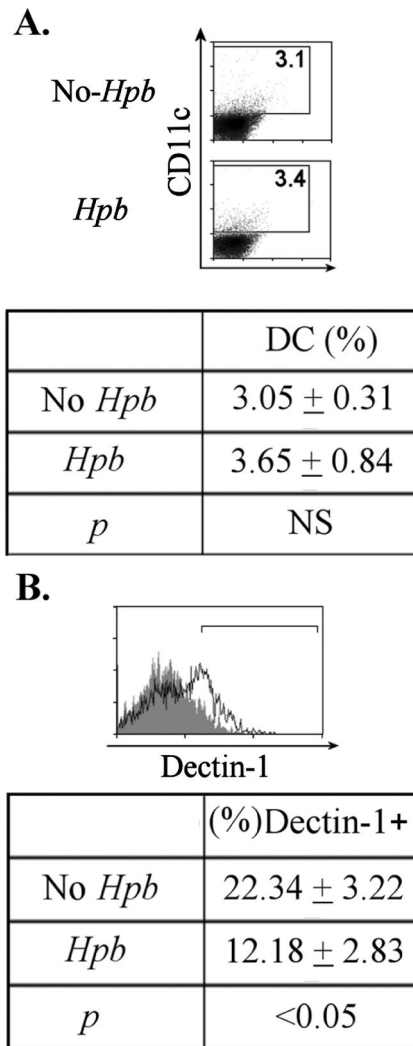 A.
No-Hpb
3.1
CD11c
Hpb
3.4
DC (%)
No Hpb 3.05 ± 0.31
Hpb 3.65 ± 0.84
p NS
B.
Dectin-1
(%)Dectin-1+
No Hpb 22.34 ± 3.22
Hpb 12.18 ± 2.83
p <0.05